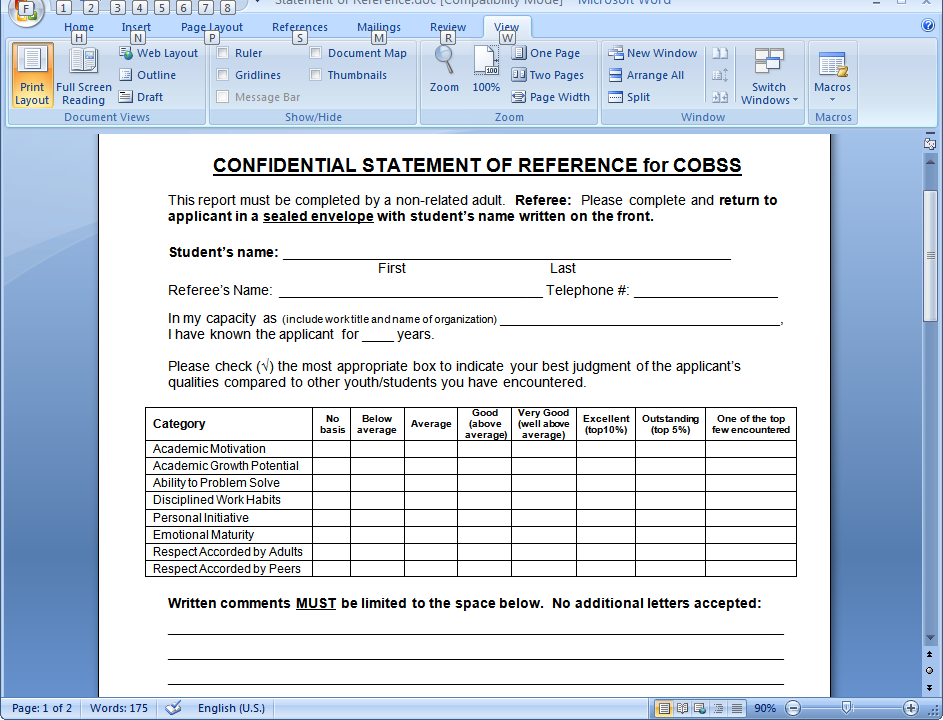 Statement of Reference.doc [Compatibility Mode] - Microsoft Word
F 1 2 3 4 5 6 7 8
Home Insert Page Layout References Mailings Review View
H N P S M R W
Print Layout
Full Screen Reading
Web Layout
Outline
Draft
Document Views
Ruler
Gridlines
Message Bar
Document Map
Thumbnails
Show/Hide
Zoom
100
100%
One Page
Two Pages
Page Width
Zoom
New Window
Arrange All
Split
Switch Windows
Window
Macros
Macros
CONFIDENTIAL STATEMENT OF REFERENCE for COBSS
This report must be completed by a non-related adult. Referee: Please complete and return to
applicant in a sealed envelope with student's name written on the front.
Student's name:
First Last
Referee's Name: Telephone #:
In my capacity as (include work title and name of organization) ,
I have known the applicant for ____ years.
Please check (√) the most appropriate box to indicate your best judgment of the applicant's
qualities compared to other youth/students you have encountered.
Category
No basis
Below average
Average
Good (above average)
Very Good (well above average)
Excellent (top10%)
Outstanding (top 5%)
One of the top few encountered
Academic Motivation
Academic Growth Potential
Ability to Problem Solve
Disciplined Work Habits
Personal Initiative
Emotional Maturity
Respect Accorded by Adults
Respect Accorded by Peers
Written comments MUST be limited to the space below. No additional letters accepted:
Page: 1 of 2 Words: 175 English (U.S.) 90%